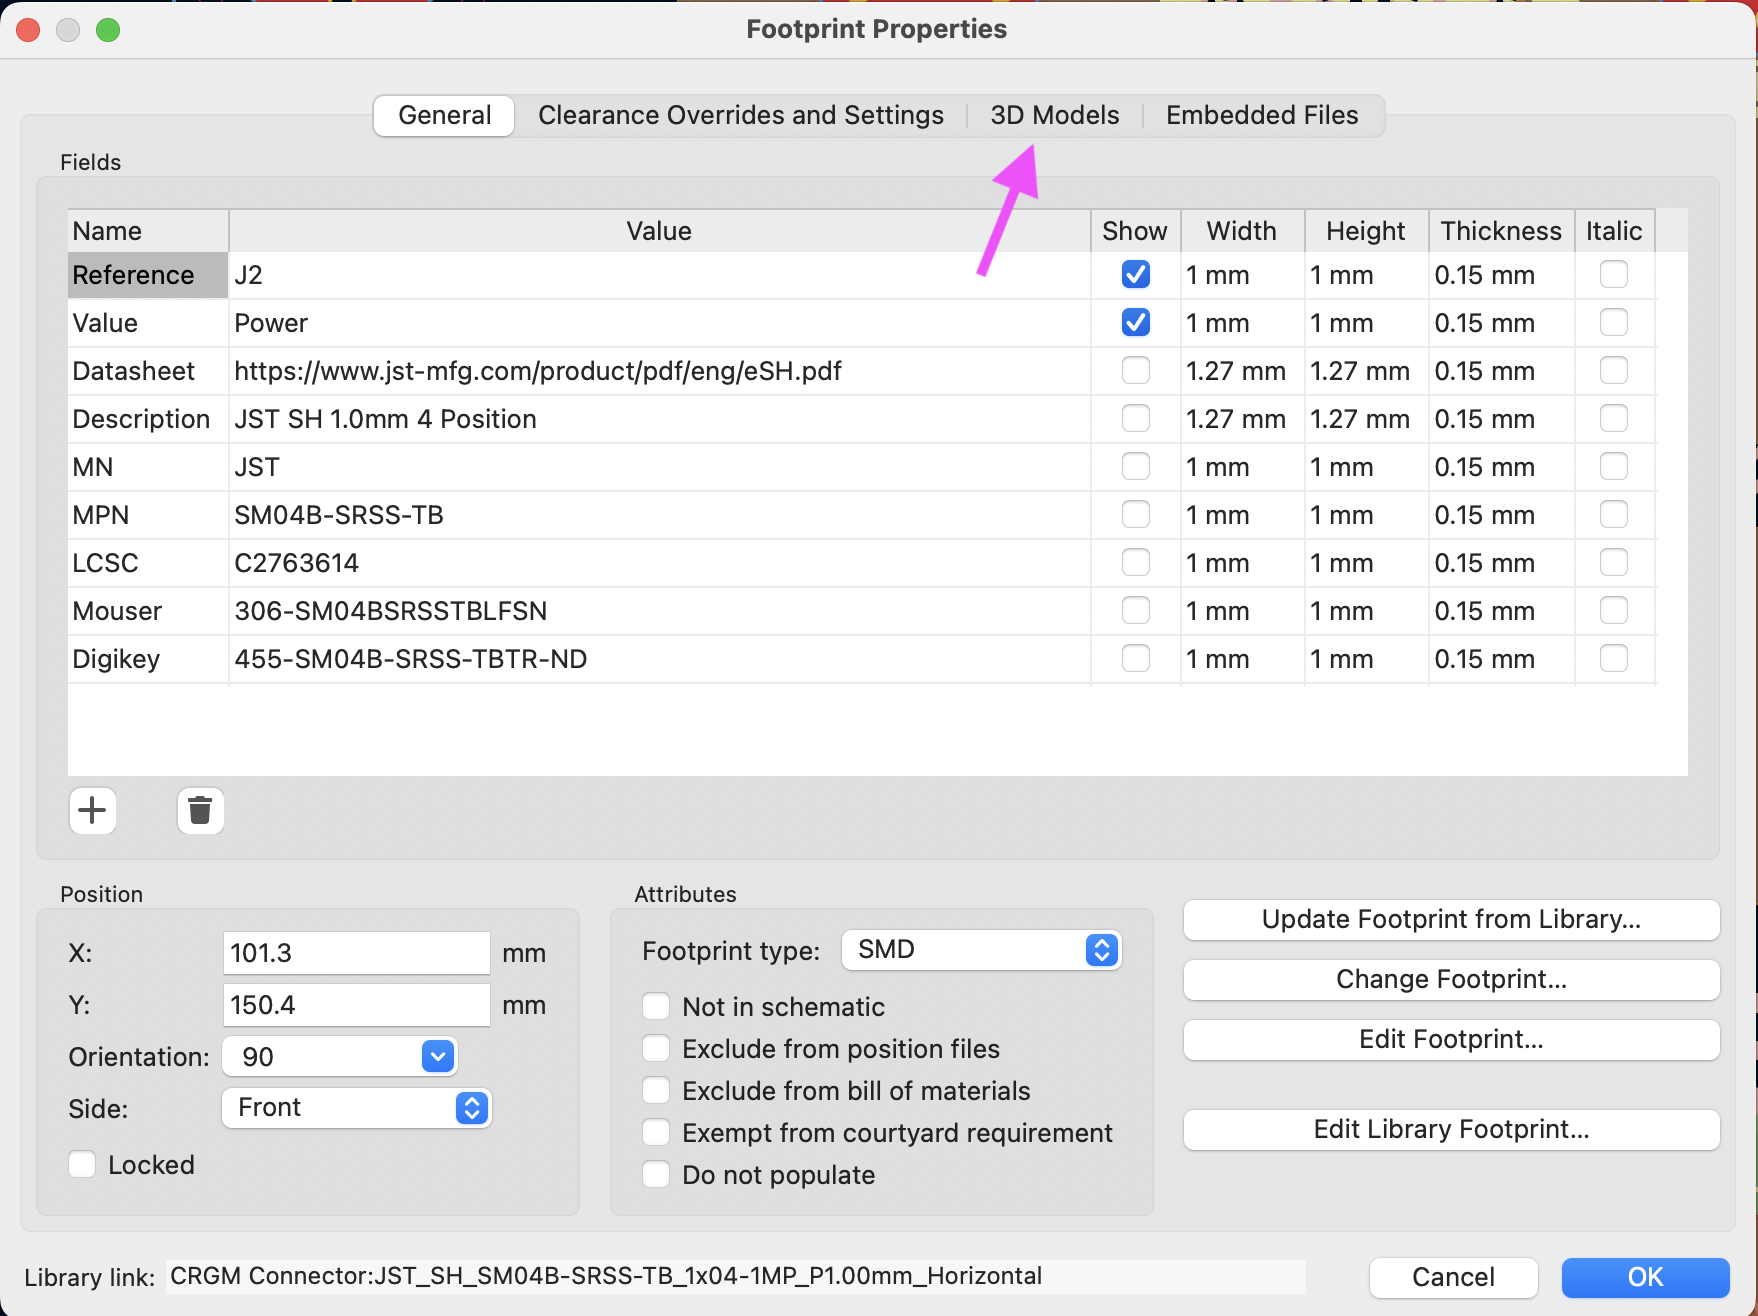 Footprint Properties
General Clearance Overrides and Settings 3D Models Embedded Files
Fields
Name Value Show Width Height Thickness Italic
Reference J2 1 mm 1 mm 0.15 mm
Value Power 1 mm 1 mm 0.15 mm
Datasheet https://www.jst-mfg.com/product/pdf/eng/eSH.pdf 1.27 mm 1.27 mm 0.15 mm
Description JST SH 1.0mm 4 Position 1.27 mm 1.27 mm 0.15 mm
MN JST 1 mm 1 mm 0.15 mm
MPN SM04B-SRSS-TB 1 mm 1 mm 0.15 mm
LCSC C2763614 1 mm 1 mm 0.15 mm
Mouser 306-SM04BSRSSTBLFSN 1 mm 1 mm 0.15 mm
Digikey 455-SM04B-SRSS-TBTR-ND 1 mm 1 mm 0.15 mm
Position
X: 101.3 mm
Y: 150.4 mm
Orientation: 90
Side: Front
Locked
Attributes
Footprint type: SMD
Not in schematic
Exclude from position files
Exclude from bill of materials
Exempt from courtyard requirement
Do not populate
Update Footprint from Library...
Change Footprint...
Edit Footprint...
Edit Library Footprint...
Library link: CRGM Connector:JST_SH_SM04B-SRSS-TB_1x04-1MP_P1.00mm_Horizontal
Cancel OK